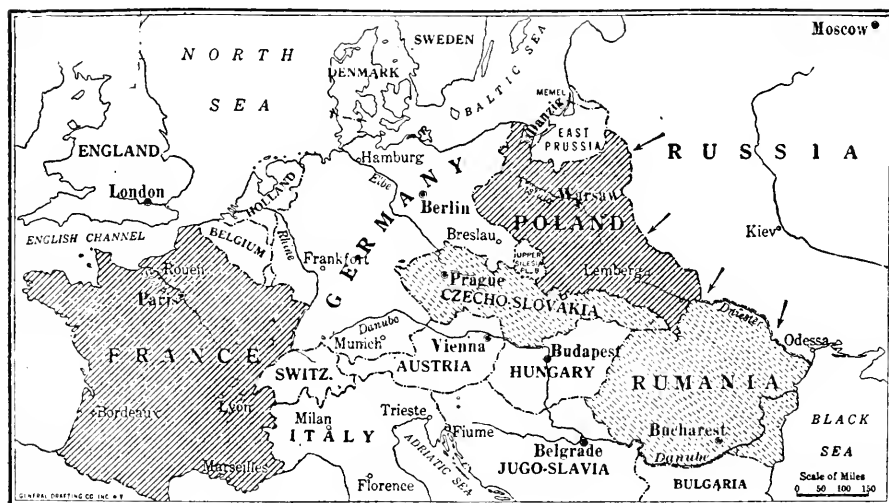 Moscow
NORTH
SEA
SWEDEN
DENMARK
BALTIC SEA
MEMEL
Danzig
EAST
PRUSSIA
RUSSIA
ENGLAND
London
Hamburg
Elbe
HOLLAND
Berlin
Warsaw
POLAND
ENGLISH CHANNEL
BELGIUM
Rhine
GERMANY
Breslau
Kiev
Frankfort
UPPER
SILESIA
Lemberg
Rouen
Paris
Prague
CZECHO-SLOVAKIA
Dniester
Odessa
FRANCE
Danube
Munich
Vienna
Budapest
SWITZ.
AUSTRIA
HUNGARY
RUMANIA
Bordeaux
Lyon
Milan
Trieste
ITALY
Fiume
Bucharest
BLACK
SEA
Marseilles
ADRIATIC SEA
Belgrade
JUGO-SLAVIA
Danube
BULGARIA
Florence
Scale of Miles
0 50 100 150
GENERAL DRAFTING CO. INC. N.Y.